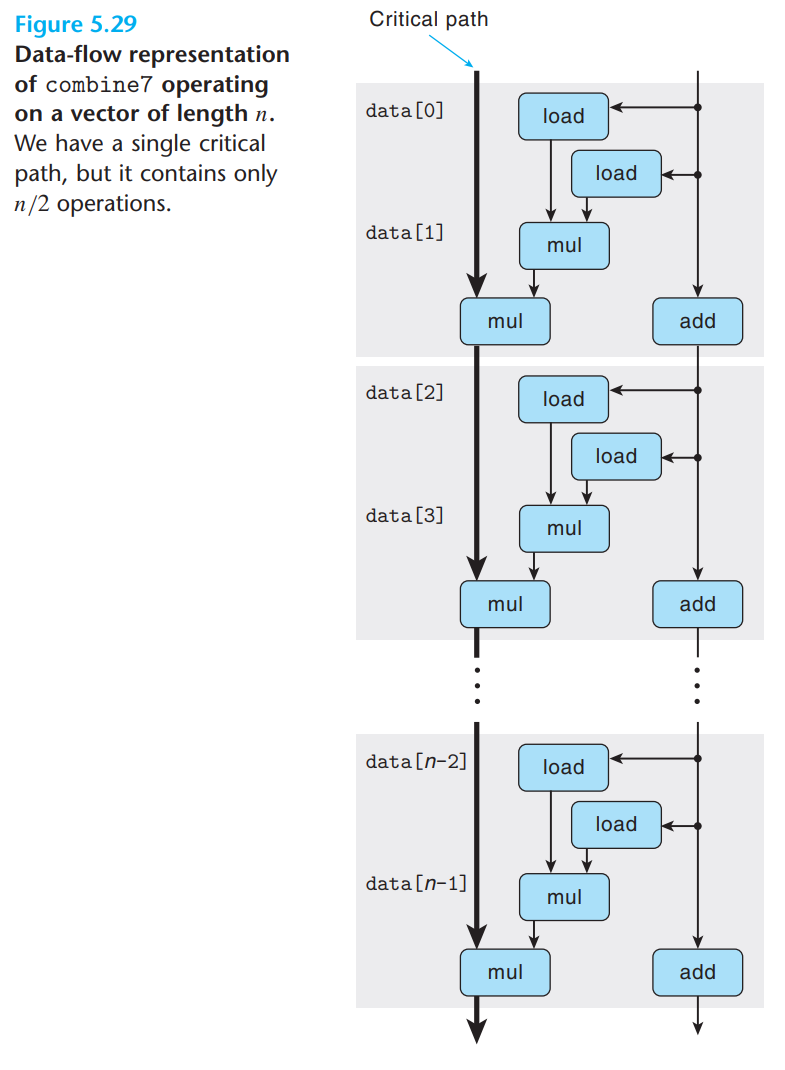 Figure 5.29
Data-flow representation
of combine7 operating
on a vector of length n.
We have a single critical
path, but it contains only
n/2 operations.
Critical path
data[0]
load
load
data[1]
mul
mul
add
data[2]
load
load
data[3]
mul
mul
add
data[n−2]
load
load
data[n−1]
mul
mul
add